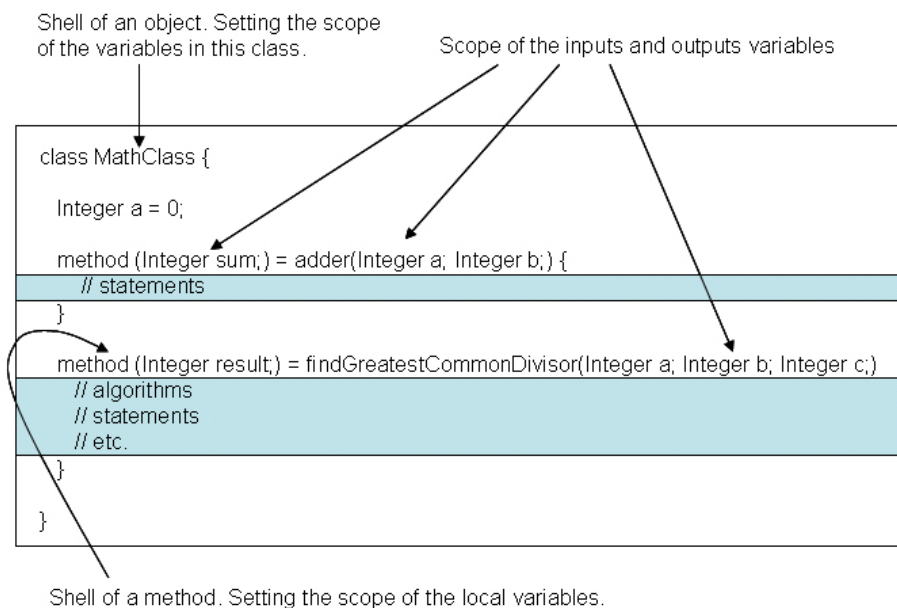 Shell of an object. Setting the scope
of the variables in this class.
Scope of the inputs and outputs variables
class MathClass {
Integer a = 0;
method (Integer sum;) = adder(Integer a; Integer b;) {
// statements
}
method (Integer result;) = findGreatestCommonDivisor(Integer a; Integer b; Integer c;)
// algorithms
// statements
// etc.
}
}
Shell of a method. Setting the scope of the local variables.